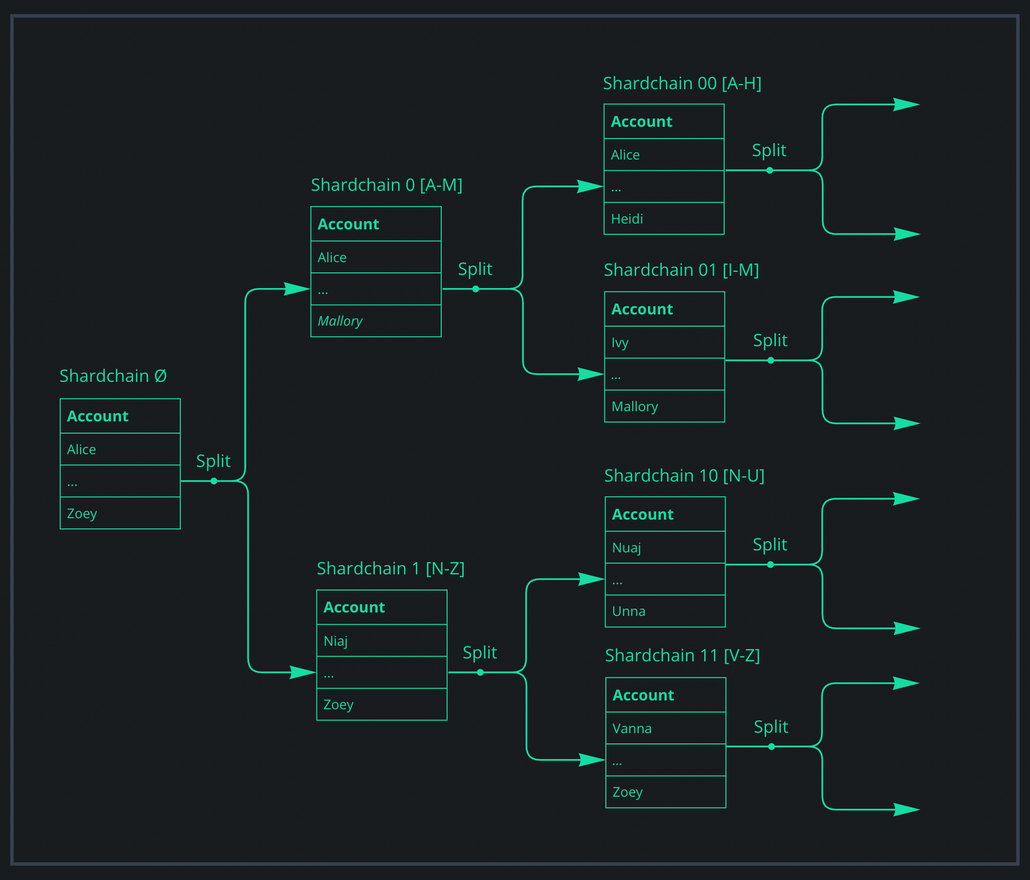 Shardchain Ø
Account
Alice
...
Zoey
Split
Shardchain 0 [A-M]
Account
Alice
...
Mallory
Split
Shardchain 1 [N-Z]
Account
Niaj
...
Zoey
Split
Shardchain 00 [A-H]
Account
Alice
...
Heidi
Split
Shardchain 01 [I-M]
Account
Ivy
...
Mallory
Split
Shardchain 10 [N-U]
Account
Nuaj
...
Unna
Split
Shardchain 11 [V-Z]
Account
Vanna
...
Zoey
Split